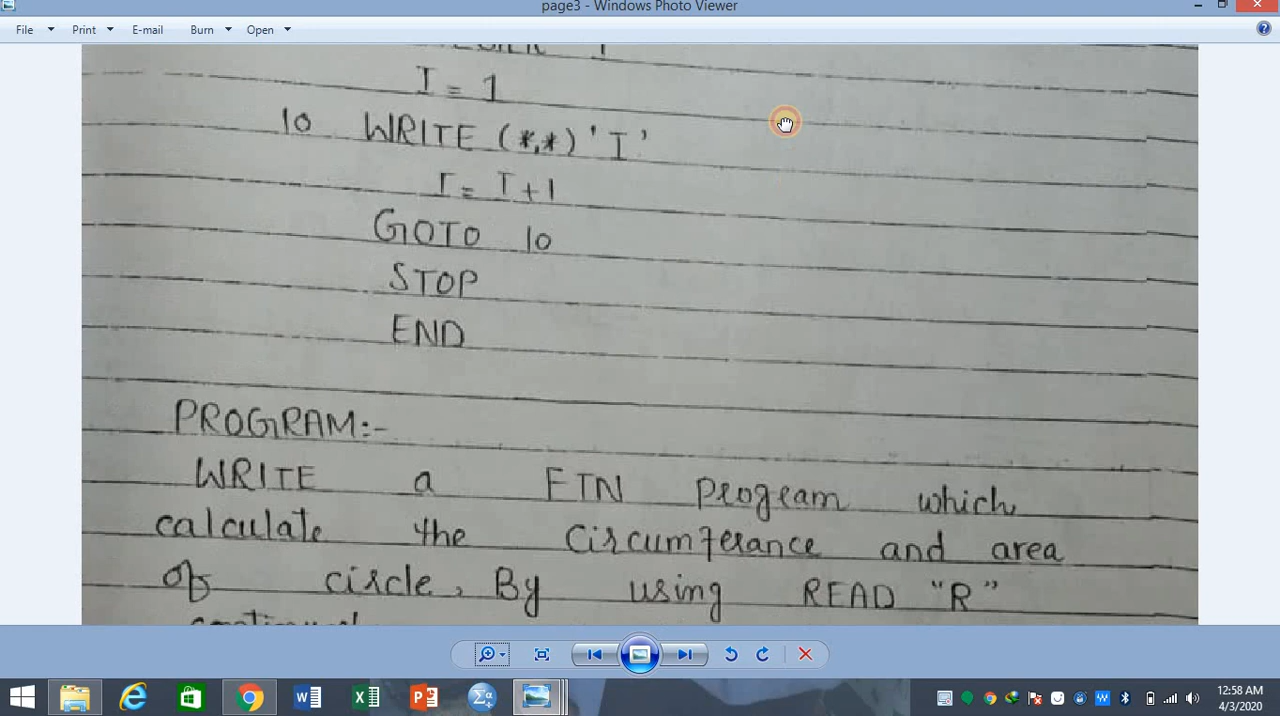 page3 - Windows Photo Viewer
File Print E-mail Burn Open
I
I = 1
10 WRITE (*,*) 'I'
I = I + 1
GOTO 10
STOP
END
PROGRAM:-
WRITE a FTN Program which
calculate the Circumferance and area
of circle, By using READ "R"
12:58 AM
4/3/2020